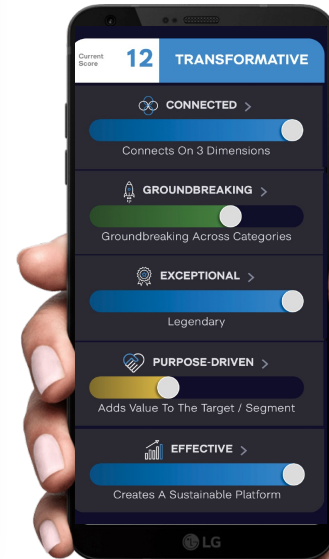 Current
Score
12
TRANSFORMATIVE
CONNECTED >
Connects On 3 Dimensions
GROUNDBREAKING >
Groundbreaking Across Categories
EXCEPTIONAL >
Legendary
PURPOSE-DRIVEN >
Adds Value To The Target / Segment
EFFECTIVE >
Creates A Sustainable Platform
LG